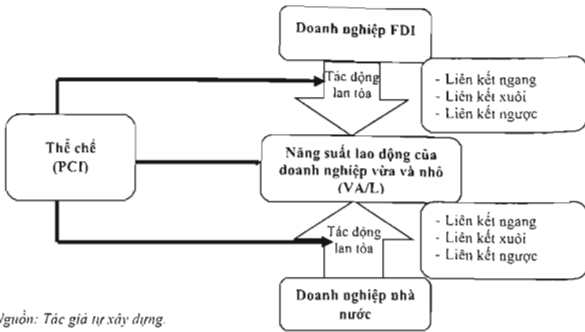 Doanh nghiệp FDI
Tác động
lan tỏa
- Liên kết ngang
- Liên kết xuôi
- Liên kết ngược
Thể chế
(PCI)
Năng suất lao động của
doanh nghiệp vừa và nhỏ
(VA/L)
Tác động
lan tỏa
- Liên kết ngang
- Liên kết xuôi
- Liên kết ngược
Doanh nghiệp nhà
nước
Nguồn: Tác giả tự xây dựng.